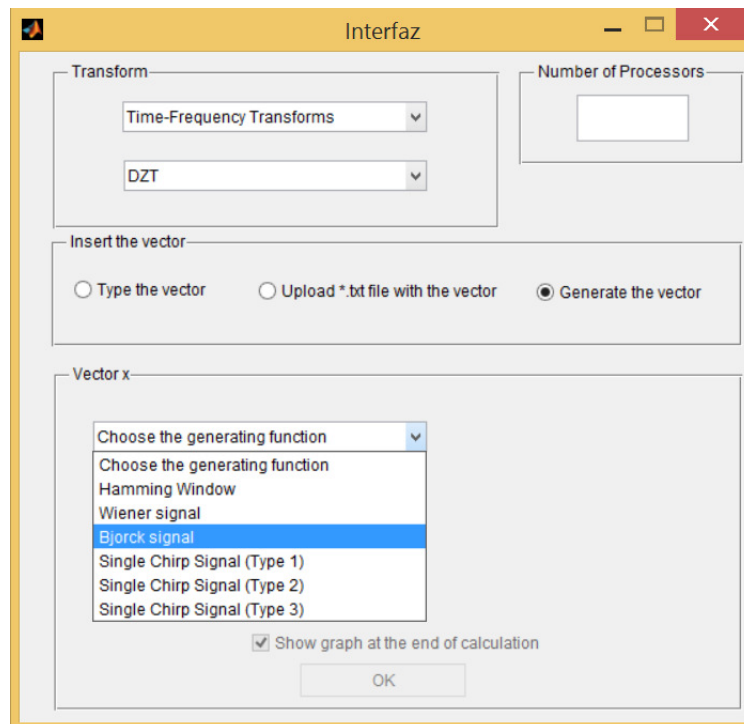 Interfaz
Transform
Number of Processors
Time-Frequency Transforms
DZT
Insert the vector
Type the vector
Upload *.txt file with the vector
Generate the vector
Vector x
Choose the generating function
Choose the generating function
Hamming Window
Wiener signal
Bjorck signal
Single Chirp Signal (Type 1)
Single Chirp Signal (Type 2)
Single Chirp Signal (Type 3)
Show graph at the end of calculation
OK